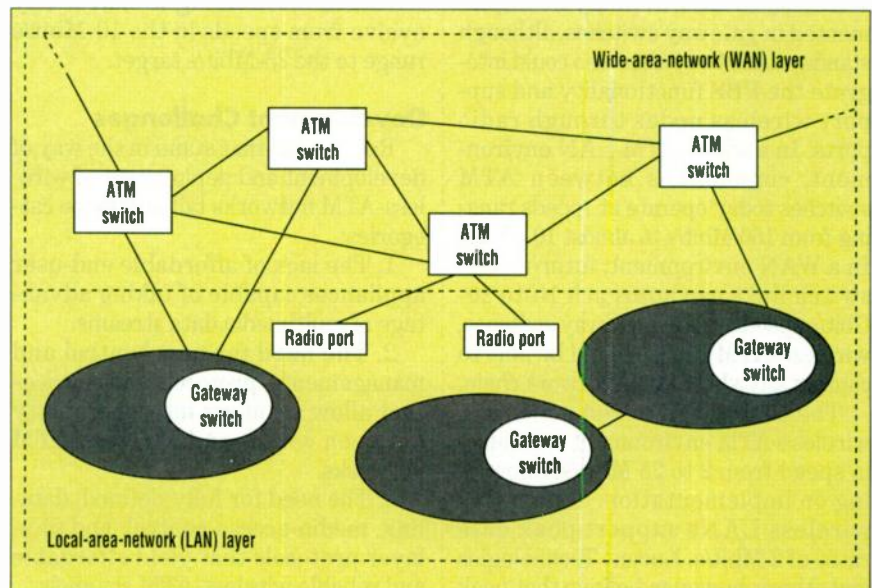 Wide-area-network (WAN) layer
ATM
switch
ATM
switch
ATM
switch
ATM
switch
Radio port
Radio port
Gateway
switch
Gateway
switch
Gateway
switch
Local-area-network (LAN) layer